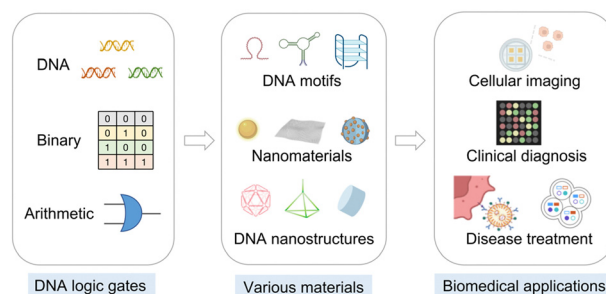 DNA
Binary
0 0 0
0 1 0
1 0 0
1 1 1
Arithmetic
DNA logic gates
DNA motifs
Nanomaterials
DNA nanostructures
Various materials
Cellular imaging
Clinical diagnosis
Disease treatment
Biomedical applications